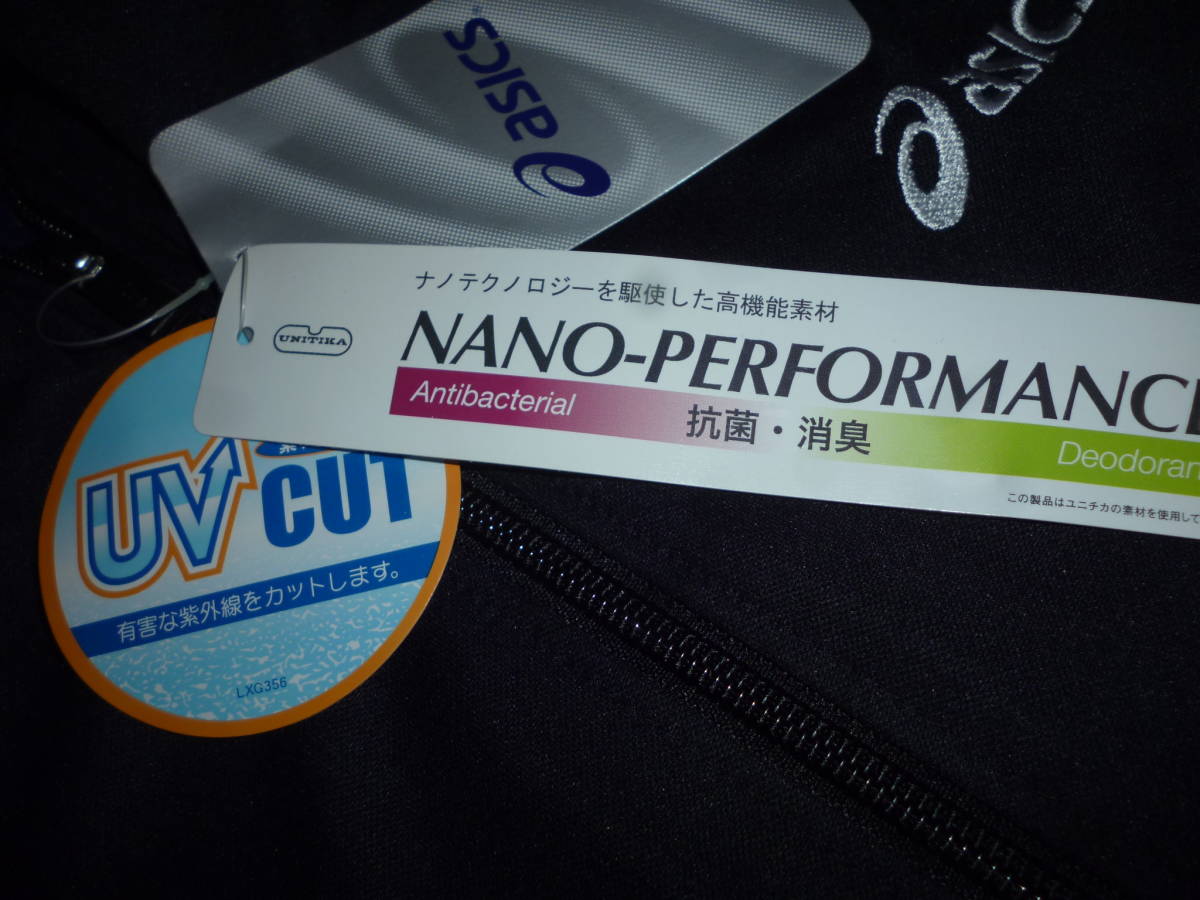 asics
asics
ナノテクノロジーを駆使した高機能素材
UNITIKA
NANO-PERFORMANCE
Antibacterial
抗菌・消臭
Deodoran
この製品はユニチカの素材を使用して
UV CUT
有害な紫外線をカットします。
LXG356